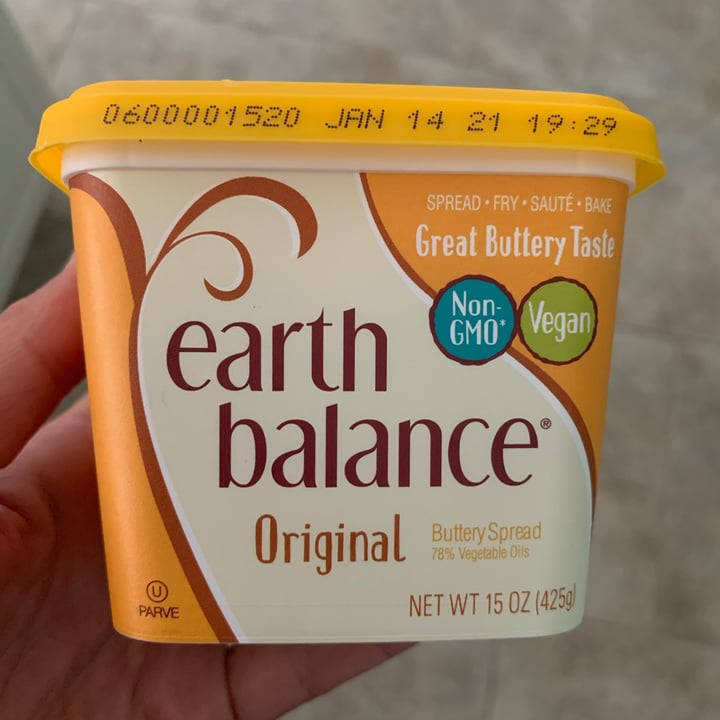 0600001520 JAN 14 21 19:29
SPREAD • FRY • SAUTÉ • BAKE
Great Buttery Taste
Non-
GMO*
Vegan
earth
balance®
Original
Buttery Spread
78% Vegetable Oils
U
PARVE
NET WT 15 OZ (425g)